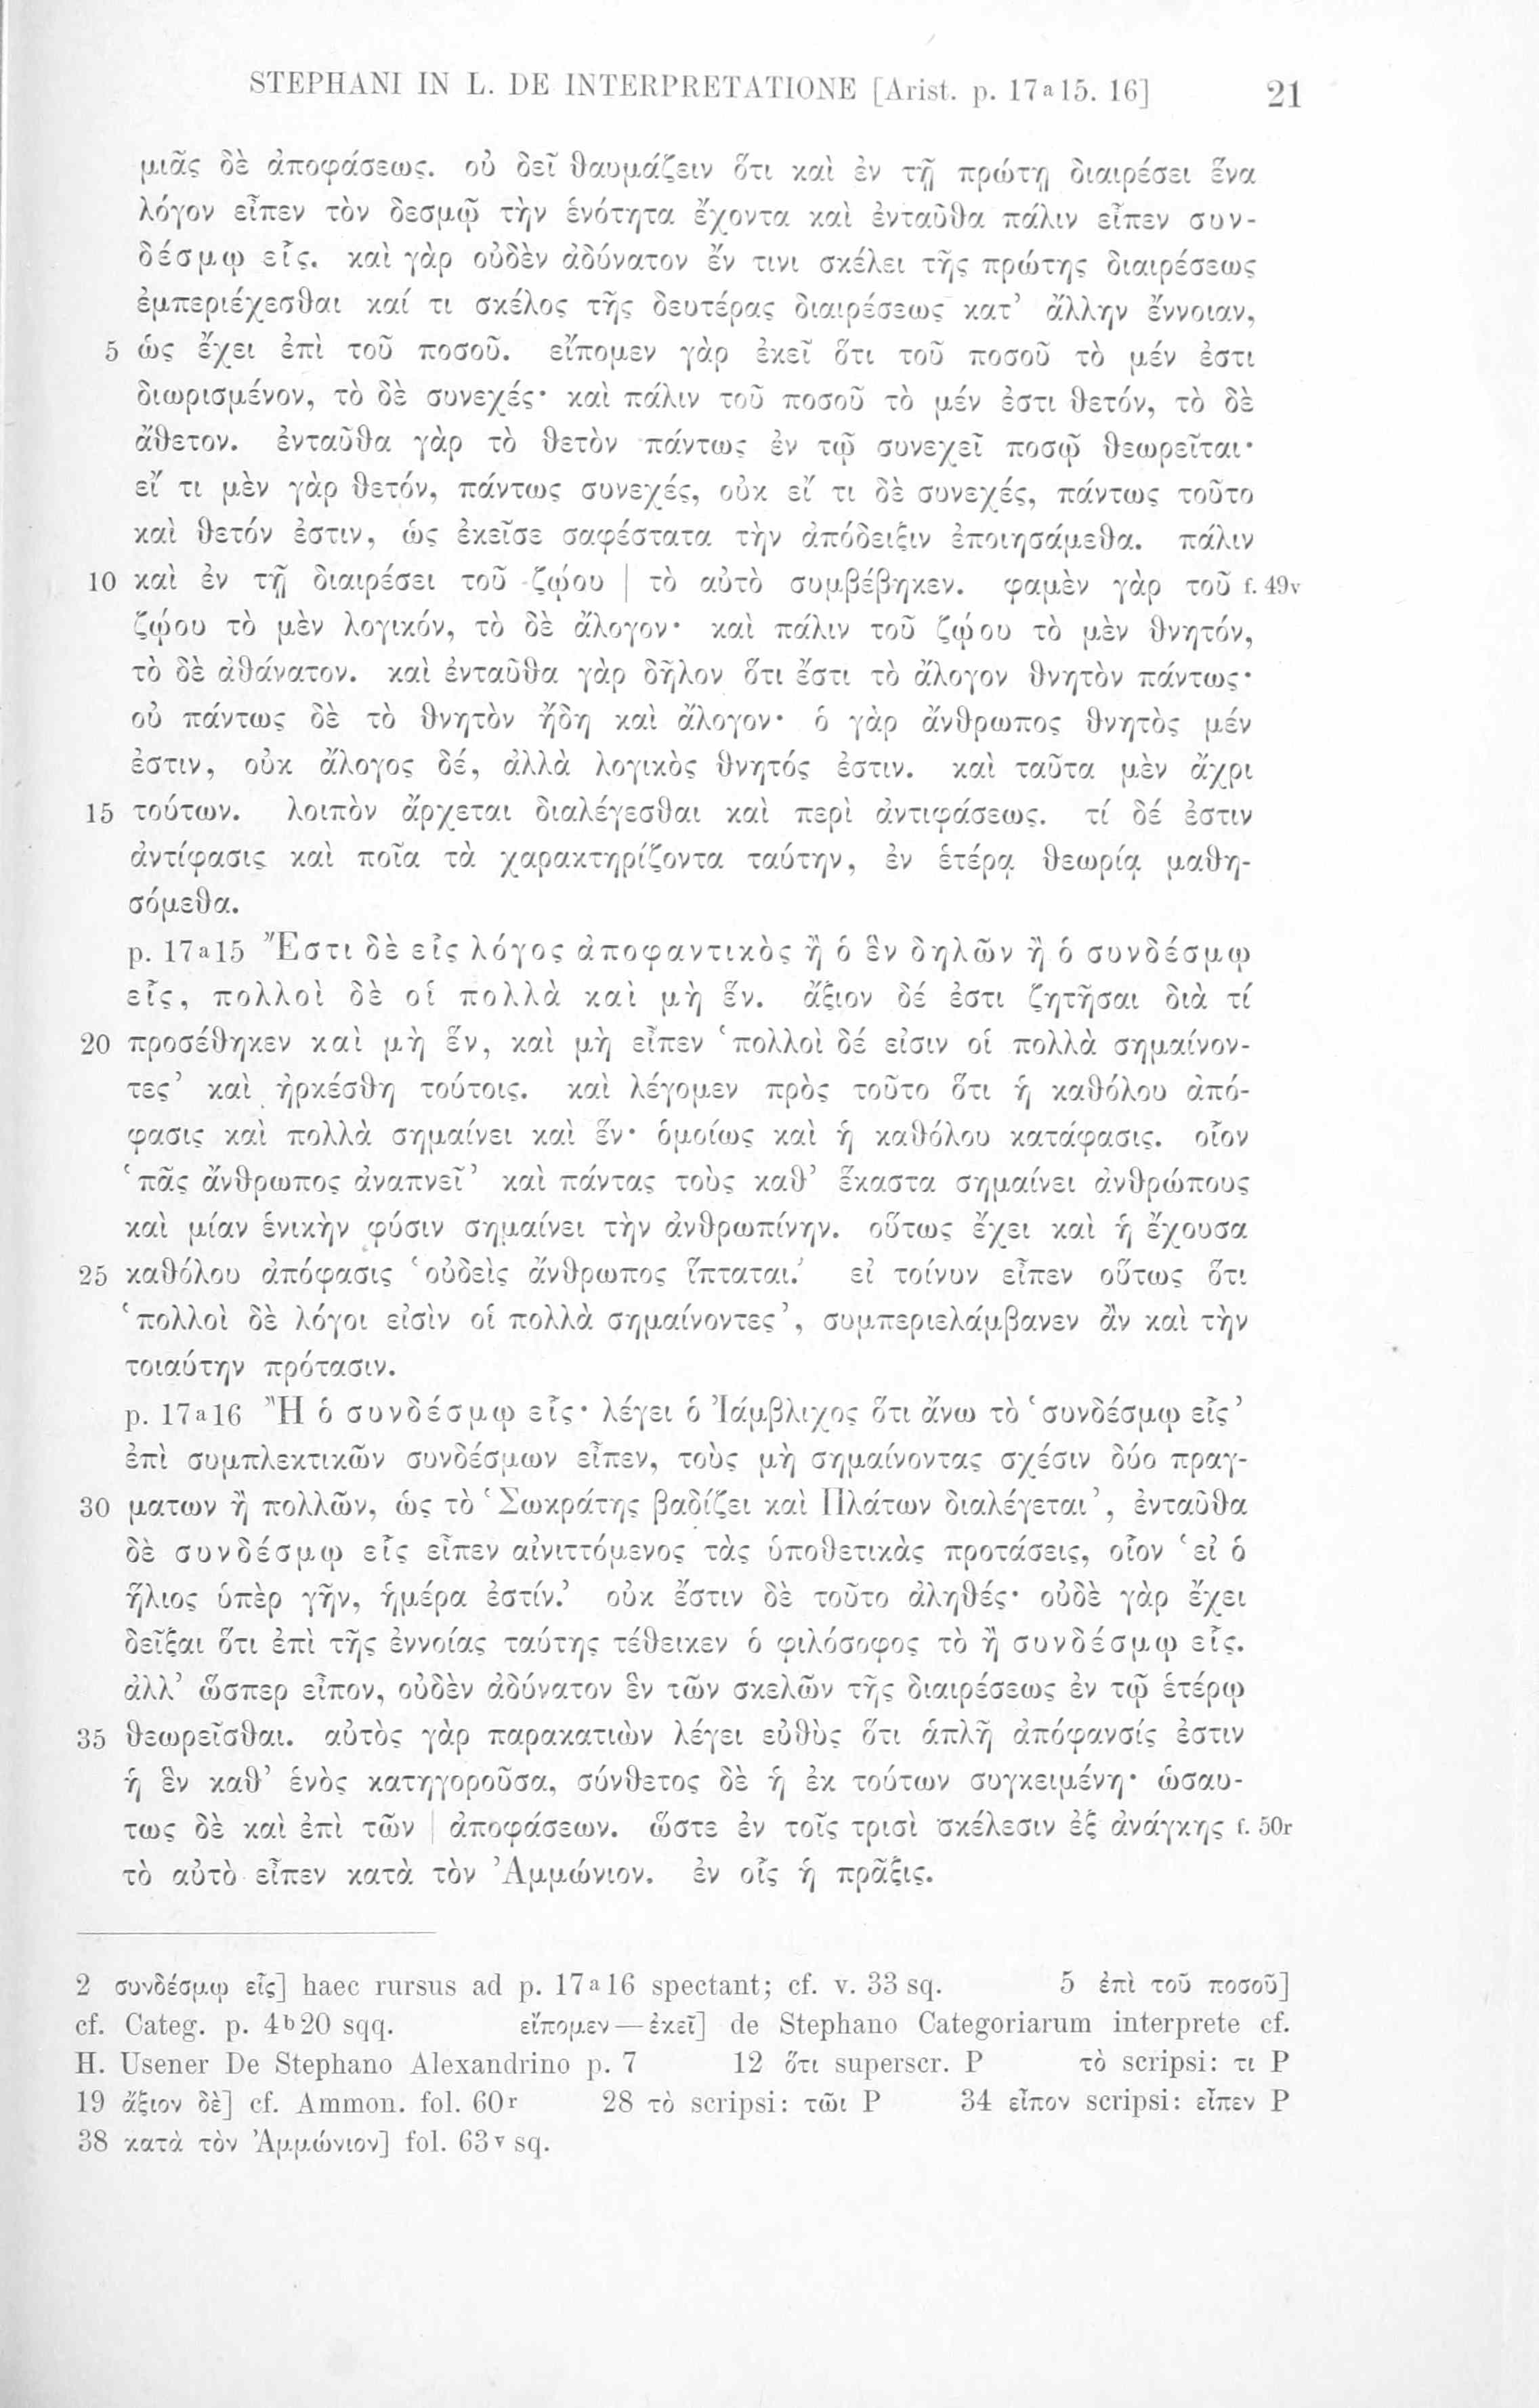 STEPHANI IN L. DE INTERPRETATIONE [Arist. p. 17a15. 16] 21
μιᾶς δὲ ἀποφάσεως. οὐ δεῖ θαυμάζειν ὅτι καὶ ἐν τῇ πρώτῃ διαιρέσει ἕνα
λόγον εἶπεν τὸν δεσμῷ τὴν ἑνότητα ἔχοντα καὶ ἐνταῦθα πάλιν εἶπεν συν-
δέσμῳ εἷς. καὶ γὰρ οὐδὲν ἀδύνατον ἔν τινι σκέλει τῆς πρώτης διαιρέσεως
ἐμπεριέχεσθαι καί τι σκέλος τῆς δευτέρας διαιρέσεως κατ’ ἄλλην ἔννοιαν,
5 ὡς ἔχει ἐπὶ τοῦ ποσοῦ. εἴπομεν γὰρ ἐκεῖ ὅτι τοῦ ποσοῦ τὸ μέν ἐστι
διωρισμένον, τὸ δὲ συνεχές· καὶ πάλιν τοῦ ποσοῦ τὸ μέν ἐστι θετόν, τὸ δὲ
ἄθετον. ἐνταῦθα γὰρ τὸ θετὸν πάντως ἐν τῷ συνεχεῖ ποσῷ θεωρεῖται·
εἴ τι μὲν γὰρ θετόν, πάντως συνεχές, οὐκ εἴ τι δὲ συνεχές, πάντως τοῦτο
καὶ θετόν ἐστιν, ὡς ἐκεῖσε σαφέστατα τὴν ἀπόδειξιν ἐποιησάμεθα. πάλιν
10 καὶ ἐν τῇ διαιρέσει τοῦ ζῴου | τὸ αὐτὸ συμβέβηκεν. φαμὲν γὰρ τοῦ f. 49v
ζῴου τὸ μὲν λογικόν, τὸ δὲ ἄλογον· καὶ πάλιν τοῦ ζῴου τὸ μὲν θνητόν,
τὸ δὲ ἀθάνατον. καὶ ἐνταῦθα γὰρ δῆλον ὅτι ἔστι τὸ ἄλογον θνητὸν πάντως·
οὐ πάντως δὲ τὸ θνητὸν ἤδη καὶ ἄλογον· ὁ γὰρ ἄνθρωπος θνητὸς μέν
ἐστιν, οὐκ ἄλογος δέ, ἀλλὰ λογικὸς θνητός ἐστιν. καὶ ταῦτα μὲν ἄχρι
15 τούτων. λοιπὸν ἄρχεται διαλέγεσθαι καὶ περὶ ἀντιφάσεως. τί δέ ἐστιν
ἀντίφασις καὶ ποῖα τὰ χαρακτηρίζοντα ταύτην, ἐν ἑτέρᾳ θεωρίᾳ μαθη-
σόμεθα.
p. 17a15 Ἔστι δὲ εἷς λόγος ἀποφαντικὸς ἢ ὁ ἓν δηλῶν ἢ ὁ συνδέσμῳ
εἷς, πολλοὶ δὲ οἱ πολλὰ καὶ μὴ ἕν. ἄξιον δέ ἐστι ζητῆσαι διὰ τί
20 προσέθηκεν καὶ μὴ ἕν, καὶ μὴ εἶπεν ‘πολλοὶ δέ εἰσιν οἱ πολλὰ σημαίνον-
τες’ καὶ ἠρκέσθη τούτοις. καὶ λέγομεν πρὸς τοῦτο ὅτι ἡ καθόλου ἀπό-
φασις καὶ πολλὰ σημαίνει καὶ ἕν· ὁμοίως καὶ ἡ καθόλου κατάφασις. οἷον
‘πᾶς ἄνθρωπος ἀναπνεῖ’ καὶ πάντας τοὺς καθ’ ἕκαστα σημαίνει ἀνθρώπους
καὶ μίαν ἑνικὴν φύσιν σημαίνει τὴν ἀνθρωπίνην. οὕτως ἔχει καὶ ἡ ἔχουσα
25 καθόλου ἀπόφασις ‘οὐδεὶς ἄνθρωπος ἵπταται.’ εἰ τοίνυν εἶπεν οὕτως ὅτι
‘πολλοὶ δὲ λόγοι εἰσὶν οἱ πολλὰ σημαίνοντες’, συμπεριελάμβανεν ἂν καὶ τὴν
τοιαύτην πρότασιν.
p. 17a16 Ἢ ὁ συνδέσμῳ εἷς· λέγει ὁ Ἰάμβλιχος ὅτι ἄνω τὸ ‘συνδέσμῳ εἷς’
ἐπὶ συμπλεκτικῶν συνδέσμων εἶπεν, τοὺς μὴ σημαίνοντας σχέσιν δύο πραγ-
30 μάτων ἢ πολλῶν, ὡς τὸ ‘Σωκράτης βαδίζει καὶ Πλάτων διαλέγεται’, ἐνταῦθα
δὲ συνδέσμῳ εἷς εἶπεν αἰνιττόμενος τὰς ὑποθετικὰς προτάσεις, οἷον ‘εἰ ὁ
ἥλιος ὑπὲρ γῆν, ἡμέρα ἐστίν.’ οὐκ ἔστιν δὲ τοῦτο ἀληθές· οὐδὲ γὰρ ἔχει
δεῖξαι ὅτι ἐπὶ τῆς ἐννοίας ταύτης τέθεικεν ὁ φιλόσοφος τὸ ἢ συνδέσμῳ εἷς.
ἀλλ’ ὥσπερ εἶπον, οὐδὲν ἀδύνατον ἓν τῶν σκελῶν τῆς διαιρέσεως ἐν τῷ ἑτέρῳ
35 θεωρεῖσθαι. αὐτὸς γὰρ παρακατιὼν λέγει εὐθὺς ὅτι ἁπλῆ ἀπόφανσίς ἐστιν
ἡ ἓν καθ’ ἑνὸς κατηγοροῦσα, σύνθετος δὲ ἡ ἐκ τούτων συγκειμένη· ὡσαύ-
τως δὲ καὶ ἐπὶ τῶν | ἀποφάσεων. ὥστε ἐν τοῖς τρισὶ σκέλεσιν ἐξ ἀνάγκης f. 50r
τὸ αὐτὸ εἶπεν κατὰ τὸν Ἀμμώνιον. ἐν οἷς ἡ πρᾶξις.
2 συνδέσμῳ εἷς] haec rursus ad p. 17a16 spectant; cf. v. 33 sq. 5 ἐπὶ τοῦ ποσοῦ]
cf. Categ. p. 4b20 sqq. εἴπομεν—ἐκεῖ] de Stephano Categoriarum interprete cf.
H. Usener De Stephano Alexandrino p. 7 12 ὅτι superscr. P τὸ scripsi: τι P
19 ἄξιον δὲ] cf. Ammon. fol. 60r 28 τὸ scripsi: τῶι P 34 εἶπον scripsi: εἶπεν P
38 κατὰ τὸν Ἀμμώνιον] fol. 63v sq.